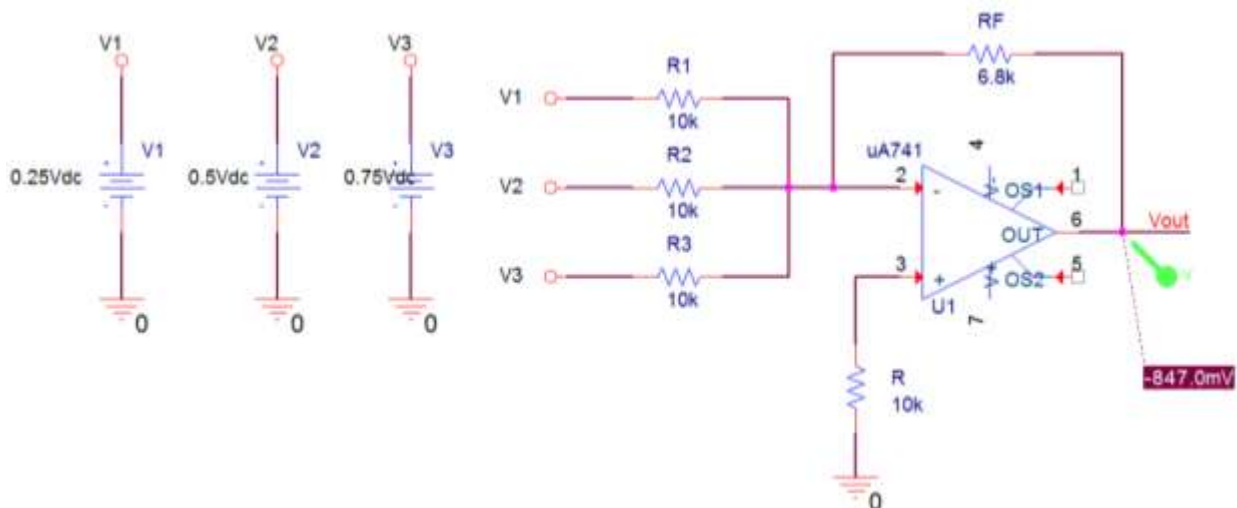 V1
V2
V3
V1
V2
V3
0.25Vdc
0.5Vdc
0.75Vdc
0
0
0
V1
V2
V3
R1
10k
R2
10k
R3
10k
RF
6.8k
uA741
2
-
3
+
4
V-
7
V+
OS1
1
OUT
6
OS2
5
U1
Vout
V
-847.0mV
R
10k
0